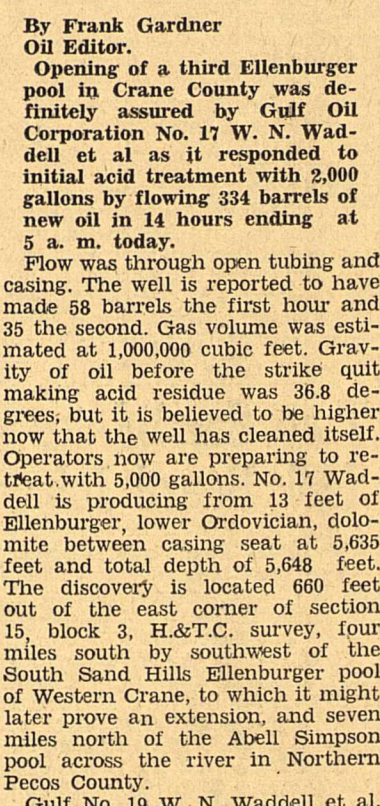 By Frank Gardner
Oil Editor.
Opening of a third Ellenburger
pool in Crane County was de-
finitely assured by Gulf Oil
Corporation No. 17 W. N. Wad-
dell et al as it responded to
initial acid treatment with 2,000
gallons by flowing 334 barrels of
new oil in 14 hours ending at
5 a. m. today.
Flow was through open tubing and
casing. The well is reported to have
made 58 barrels the first hour and
35 the second. Gas volume was esti-
mated at 1,000,000 cubic feet. Grav-
ity of oil before the strike quit
making acid residue was 36.8 de-
grees, but it is believed to be higher
now that the well has cleaned itself.
Operators now are preparing to re-
treat with 5,000 gallons. No. 17 Wad-
dell is producing from 13 feet of
Ellenburger, lower Ordovician, dolo-
mite between casing seat at 5,635
feet and total depth of 5,648 feet.
The discovery is located 660 feet
out of the east corner of section
15, block 3, H.&T.C. survey, four
miles south by southwest of the
South Sand Hills Ellenburger pool
of Western Crane, to which it might
later prove an extension, and seven
miles north of the Abell Simpson
pool across the river in Northern
Pecos County.
Gulf No. 19 W. N. Waddell et al